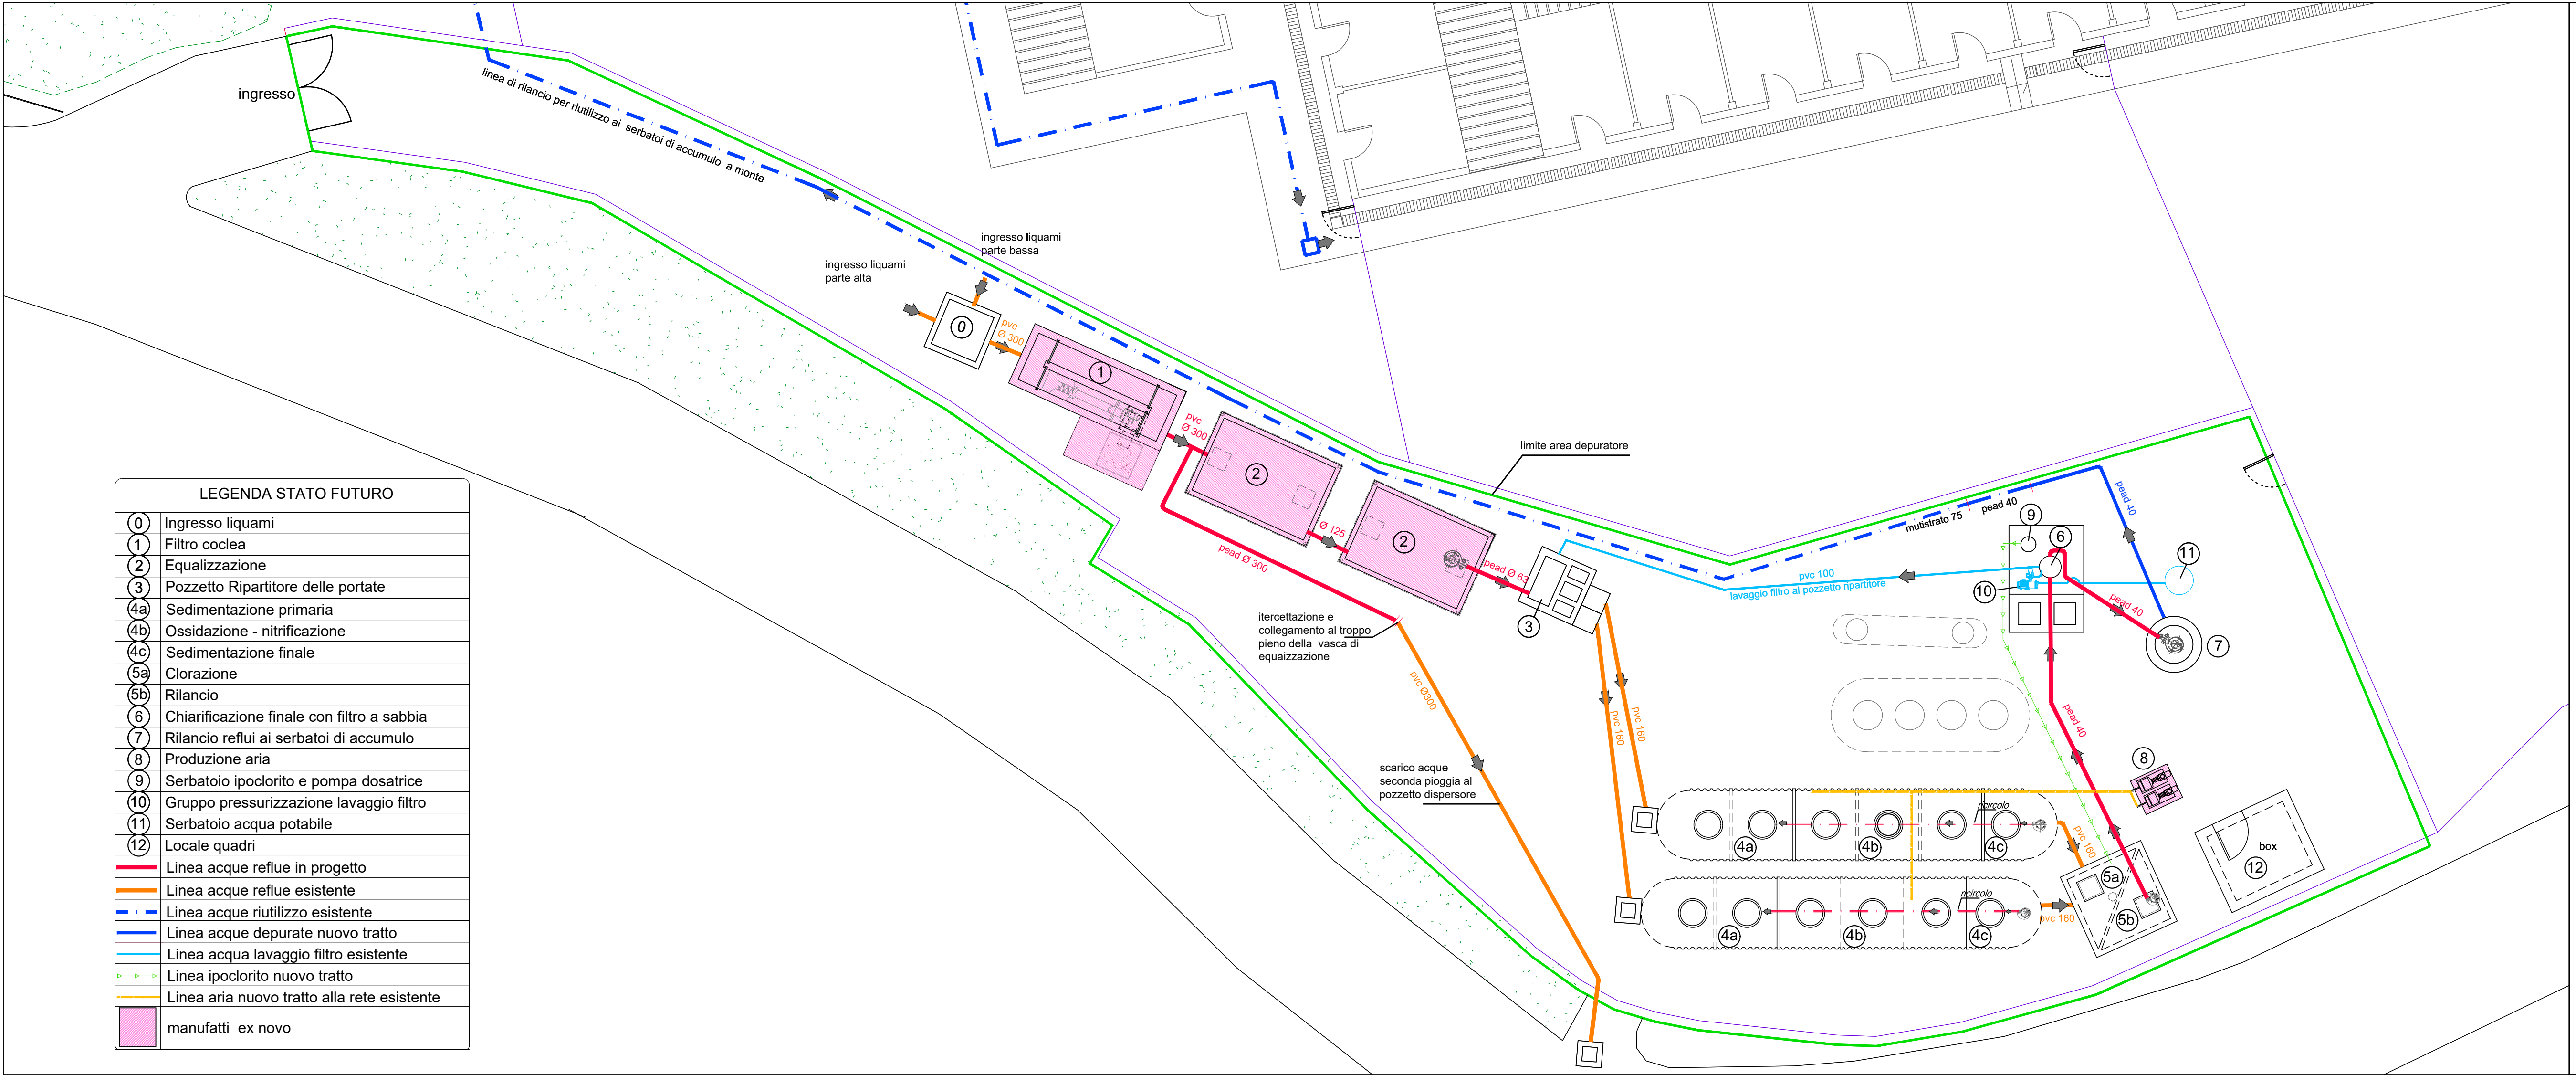 ingresso
linea di rilancio per riutilizzo ai serbatoi di accumulo a monte
ingresso liquami
parte bassa
ingresso liquami
parte alta
0
pvc
Ø 300
1
pvc
Ø 300
2
Ø 125
2
pead Ø 300
pead Ø 63
3
limite area depuratore
itercettazione e
collegamento al troppo
pieno della vasca di
equaizzazione
pvc Ø300
scarico acque
seconda pioggia al
pozzetto dispersore
pvc 160
pvc 160
mutistrato 75
pead 40
pead 40
pvc 100
lavaggio filtro al pozzetto ripartitore
9
6
11
10
pead 40
7
pead 40
8
ricircolo
4a
4b
4c
pvc 160
ricircolo
4a
4b
4c
pvc 160
5a
5b
box
12
LEGENDA STATO FUTURO
0 Ingresso liquami
1 Filtro coclea
2 Equalizzazione
3 Pozzetto Ripartitore delle portate
4a Sedimentazione primaria
4b Ossidazione - nitrificazione
4c Sedimentazione finale
5a Clorazione
5b Rilancio
6 Chiarificazione finale con filtro a sabbia
7 Rilancio reflui ai serbatoi di accumulo
8 Produzione aria
9 Serbatoio ipoclorito e pompa dosatrice
10 Gruppo pressurizzazione lavaggio filtro
11 Serbatoio acqua potabile
12 Locale quadri
Linea acque reflue in progetto
Linea acque reflue esistente
Linea acque riutilizzo esistente
Linea acque depurate nuovo tratto
Linea acqua lavaggio filtro esistente
Linea ipoclorito nuovo tratto
Linea aria nuovo tratto alla rete esistente
manufatti ex novo